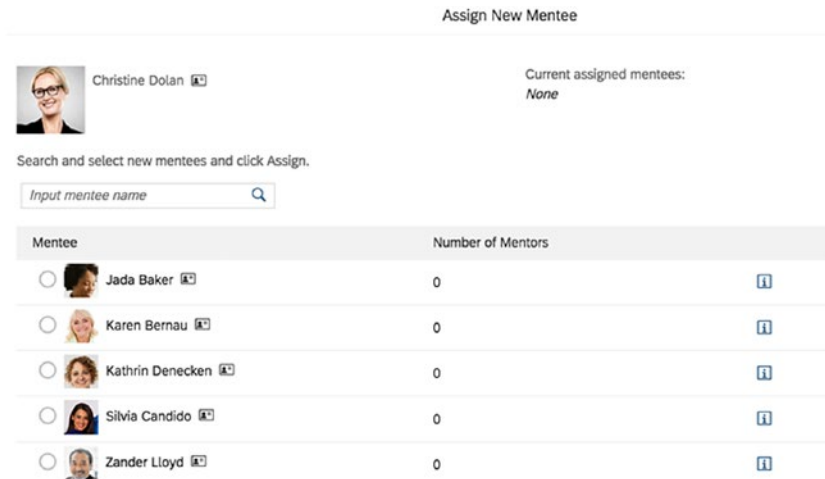 Assign New Mentee
Christine Dolan
Current assigned mentees:
None
Search and select new mentees and click Assign.
Input mentee name
Mentee Number of Mentors
Jada Baker 0
Karen Bernau 0
Kathrin Denecken 0
Silvia Candido 0
Zander Lloyd 0